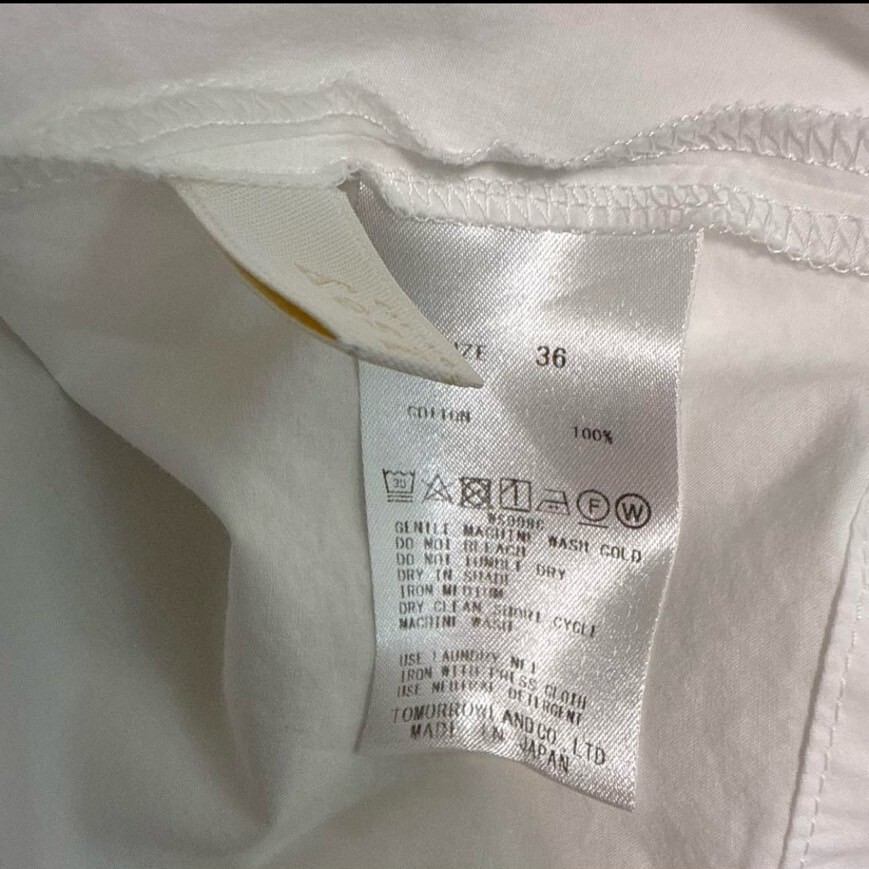 36
COTTON
100%
30
F
W
GENTLE MACHINE WASH COLD
DO NOT BLEACH
DO NOT TUMBLE DRY
DRY IN SHADE
IRON MEDIUM
DRY CLEAN SHORT CYCLE
MACHINE WASH
USE LAUNDRY NET
IRON WITH PRESS CLOTH
USE NEUTRAL DETERGENT
TOMORROWLAND CO.,LTD
MADE IN JAPAN